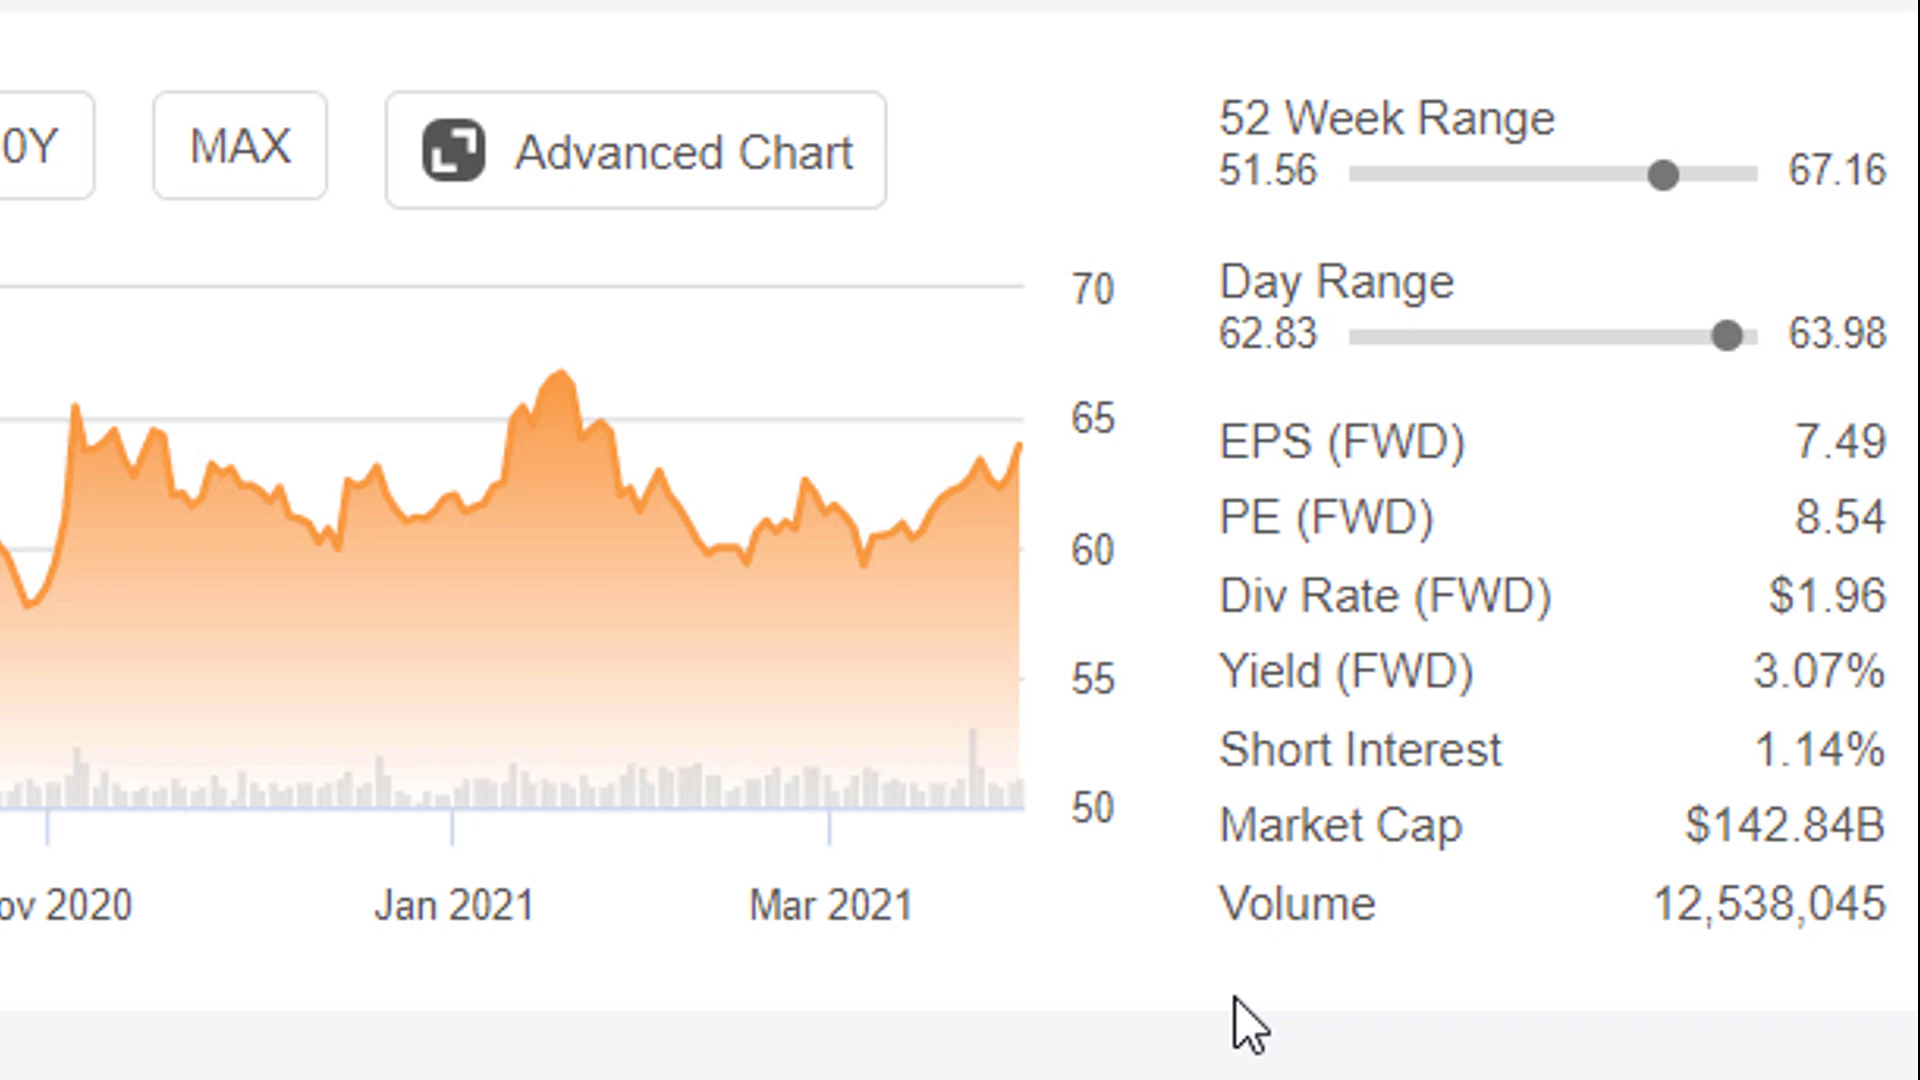 0Y
MAX
Advanced Chart
70
65
60
55
50
ov 2020
Jan 2021
Mar 2021
52 Week Range
51.56 67.16
Day Range
62.83 63.98
EPS (FWD) 7.49
PE (FWD) 8.54
Div Rate (FWD) $1.96
Yield (FWD) 3.07%
Short Interest 1.14%
Market Cap $142.84B
Volume 12,538,045